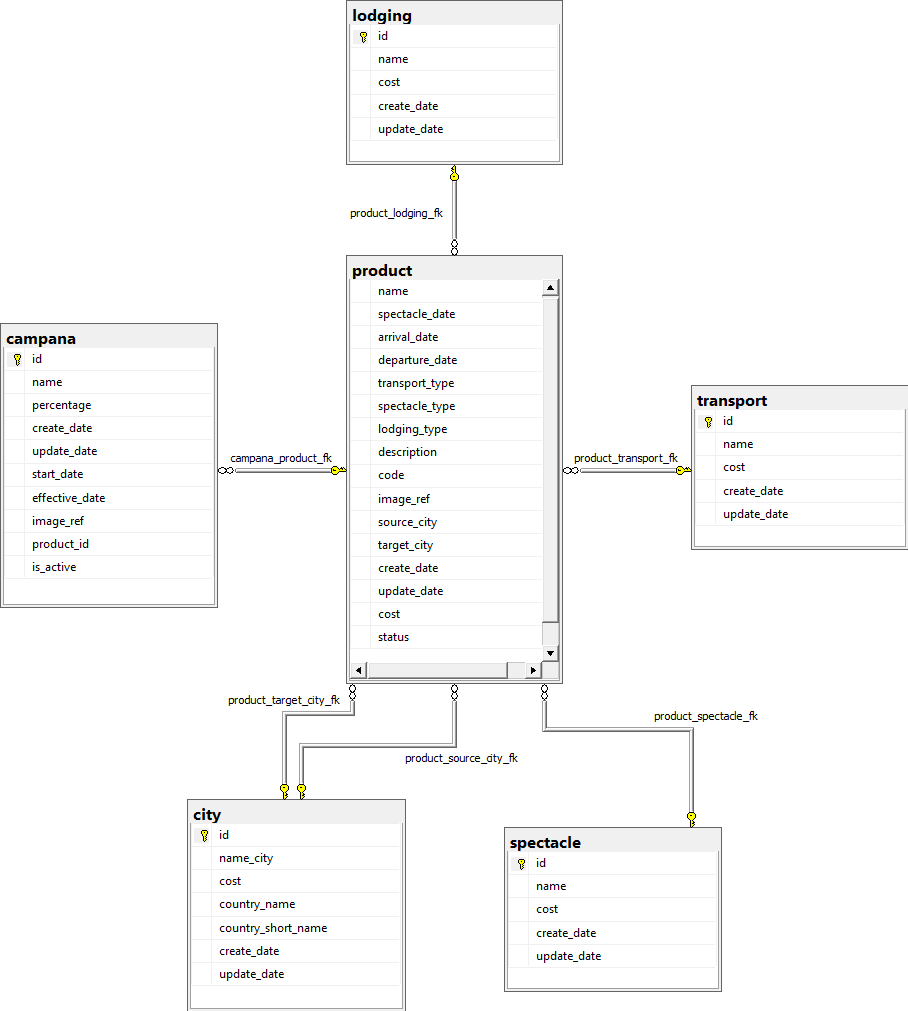 lodging
id
name
cost
create_date
update_date
product_lodging_fk
product
name
spectacle_date
arrival_date
departure_date
transport_type
spectacle_type
lodging_type
description
code
image_ref
source_city
target_city
create_date
update_date
cost
status
campana
id
name
percentage
create_date
update_date
start_date
effective_date
image_ref
product_id
is_active
campana_product_fk
product_transport_fk
transport
id
name
cost
create_date
update_date
product_target_city_fk
product_source_city_fk
product_spectacle_fk
city
id
name_city
cost
country_name
country_short_name
create_date
update_date
spectacle
id
name
cost
create_date
update_date